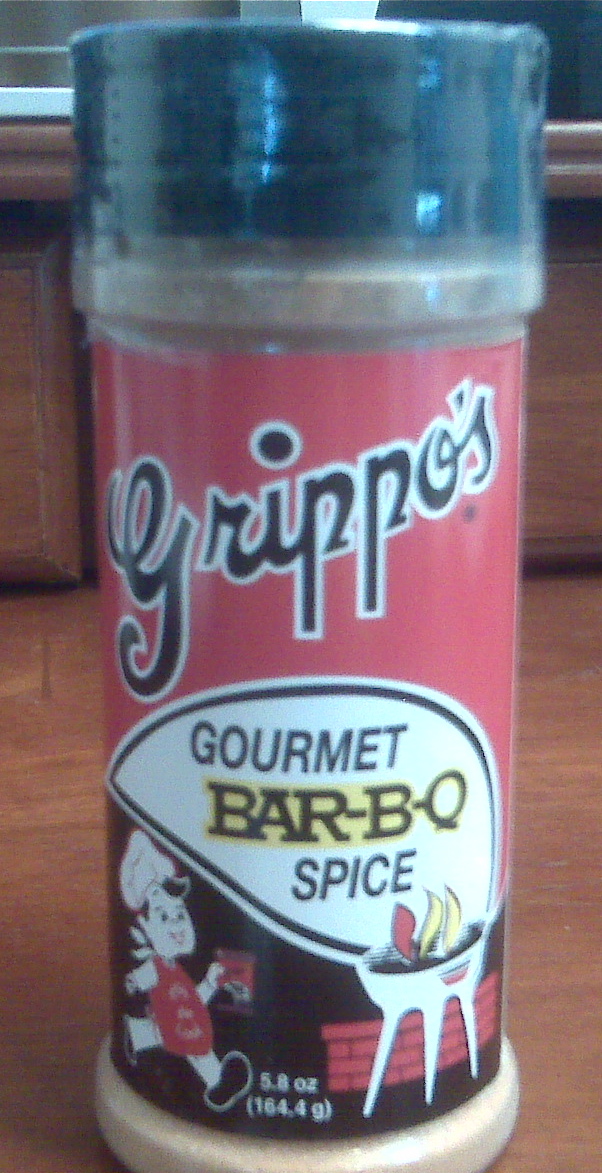 Grippo's
GOURMET
BAR-B-Q
SPICE
5.8 oz
(164.4 g)